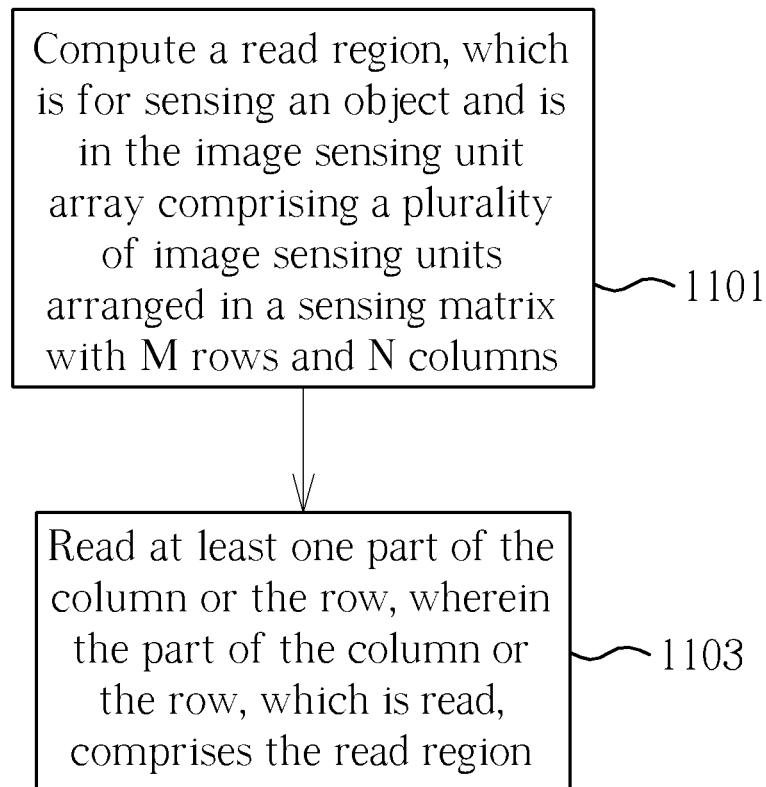 Compute a read region, which
is for sensing an object and is
in the image sensing unit
array comprising a plurality
of image sensing units
arranged in a sensing matrix
with M rows and N columns
1101
Read at least one part of the
column or the row, wherein
the part of the column or
the row, which is read,
comprises the read region
1103